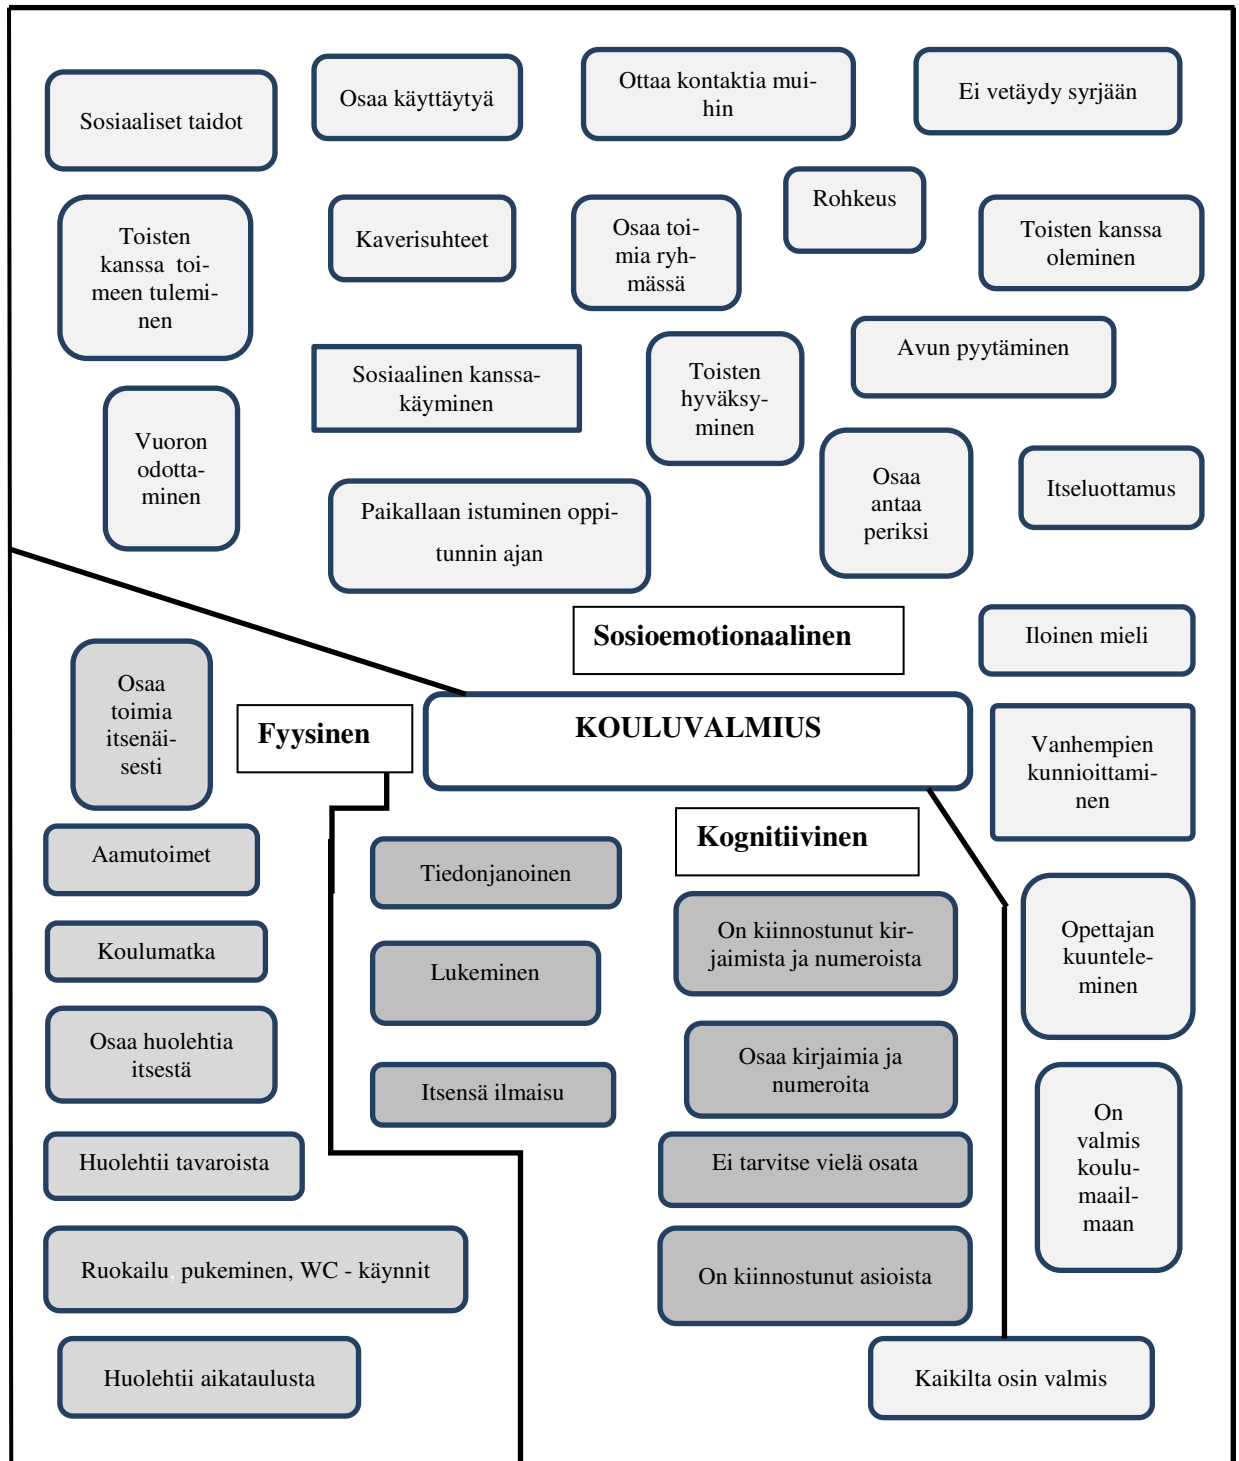 Sosiaaliset taidot
Osaa käyttäytyä
Ottaa kontaktia mui-
hin
Ei vetäydy syrjään
Toisten
kanssa toi-
meen tulemi-
nen
Kaverisuhteet
Osaa toi-
mia ryh-
mässä
Rohkeus
Toisten kanssa
oleminen
Vuoron
odotta-
minen
Sosiaalinen kanssa-
käyminen
Toisten
hyväksy-
minen
Avun pyytäminen
Paikallaan istuminen oppi-
tunnin ajan
Osaa
antaa
periksi
Itseluottamus
Sosioemotionaalinen
Iloinen mieli
Osaa
toimia
itsenäi-
sesti
Fyysinen
KOULUVALMIUS
Vanhempien
kunnioittami-
nen
Kognitiivinen
Aamutoimet
Tiedonjanoinen
On kiinnostunut kir-
jaimista ja numeroista
Opettajan
kuuntele-
minen
Koulumatka
Lukeminen
Osaa huolehtia
itsestä
Itsensä ilmaisu
Osaa kirjaimia ja
numeroita
On
valmis
koulu-
maail-
maan
Huolehtii tavaroista
Ei tarvitse vielä osata
Ruokailu, pukeminen, WC - käynnit
On kiinnostunut asioista
Huolehtii aikataulusta
Kaikilta osin valmis